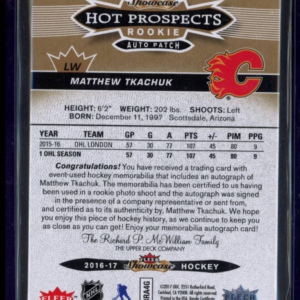 Showcase
HOT PROSPECTS
ROOKIE
AUTO PATCH
LW
MATTHEW TKACHUK
HEIGHT: 6'2" WEIGHT: 202 lbs. SHOOTS: Left
BORN: December 11, 1997 Scottsdale, Arizona
YEAR TEAM GP G A PTS +/- PIM PPG
2015-16 OHL LONDON 57 30 77 107 45 80 9
1 OHL SEASON 57 30 77 107 45 80 9
Congratulations! You have received a trading card with
event-used hockey memorabilia that includes an autograph of
Matthew Tkachuk. The memorabilia has been certified to us having
been used in a rookie photo shoot and the autograph was signed
in the presence of a company representative or sent from,
and certified as to its authenticity by, Matthew Tkachuk. We hope
you enjoy this piece of hockey history, as we continue to keep you
as close as you can get! Enjoy your autograph/memorabilia card.
The Richard P. McWilliam Family
THE UPPER DECK COMPANY
2016-17 Showcase HOCKEY
FLEER
NHL